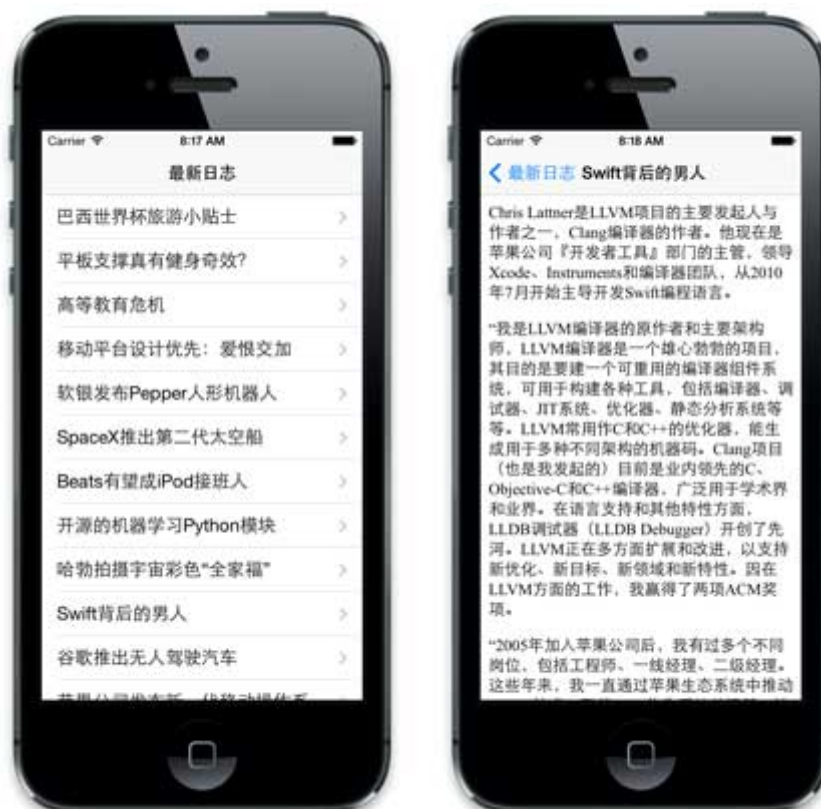 Carrier 8:17 AM
最新日志
巴西世界杯旅游小贴士
平板支撑真有健身奇效?
高等教育危机
移动平台设计优先：爱恨交加
软银发布Pepper人形机器人
SpaceX推出第二代太空船
Beats有望成iPod接班人
开源的机器学习Python模块
哈勃拍摄宇宙彩色“全家福”
Swift背后的男人
谷歌推出无人驾驶汽车
Carrier 8:18 AM
最新日志 Swift背后的男人
Chris Lattner是LLVM项目的主要发起人与
作者之一，Clang编译器的作者。他现在是
苹果公司『开发者工具』部门的主管，领导
Xcode、Instruments和编译器团队，从2010
年7月开始主导开发Swift编程语言。
“我是LLVM编译器的原作者和主要架构
师，LLVM编译器是一个雄心勃勃的项目，
其目的是要建一个可重用的编译器组件系
统，可用于构建各种工具，包括编译器、调
试器、JIT系统、优化器、静态分析系统等
等。LLVM常用作C和C++的优化器，能生
成用于多种不同架构的机器码。Clang项目
（也是我发起的）目前是业内领先的C、
Objective-C和C++编译器，广泛用于学术界
和业界。在语言支持和其他特性方面，
LLDB调试器（LLDB Debugger）开创了先
河。LLVM正在多方面扩展和改进，以支持
新优化、新目标、新领域和新特性。因在
LLVM方面的工作，我赢得了两项ACM奖
项。
“2005年加入苹果公司后，我有过多个不同
岗位，包括工程师、一线经理、二级经理。
这些年来，我一直通过苹果生态系统中推动